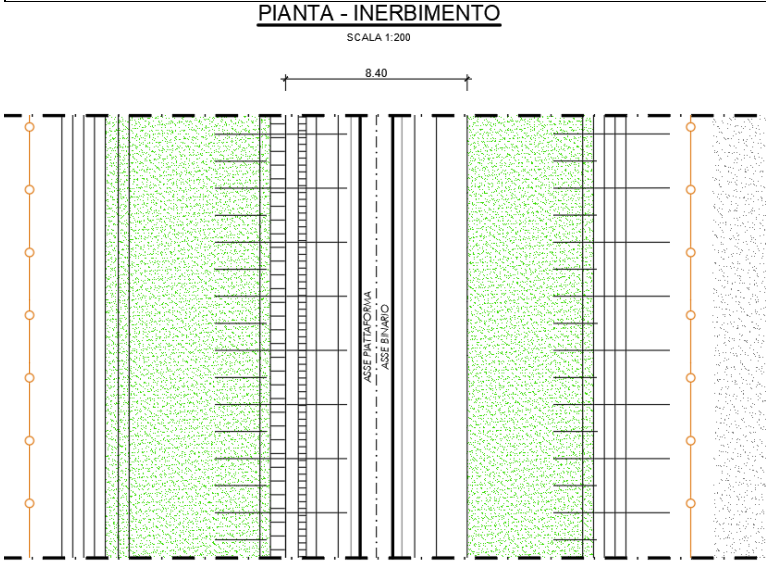 PIANTA - INERBIMENTO
SCALA 1:200
8.40
ASSE PIATTAFORMA
ASSE BINARIO